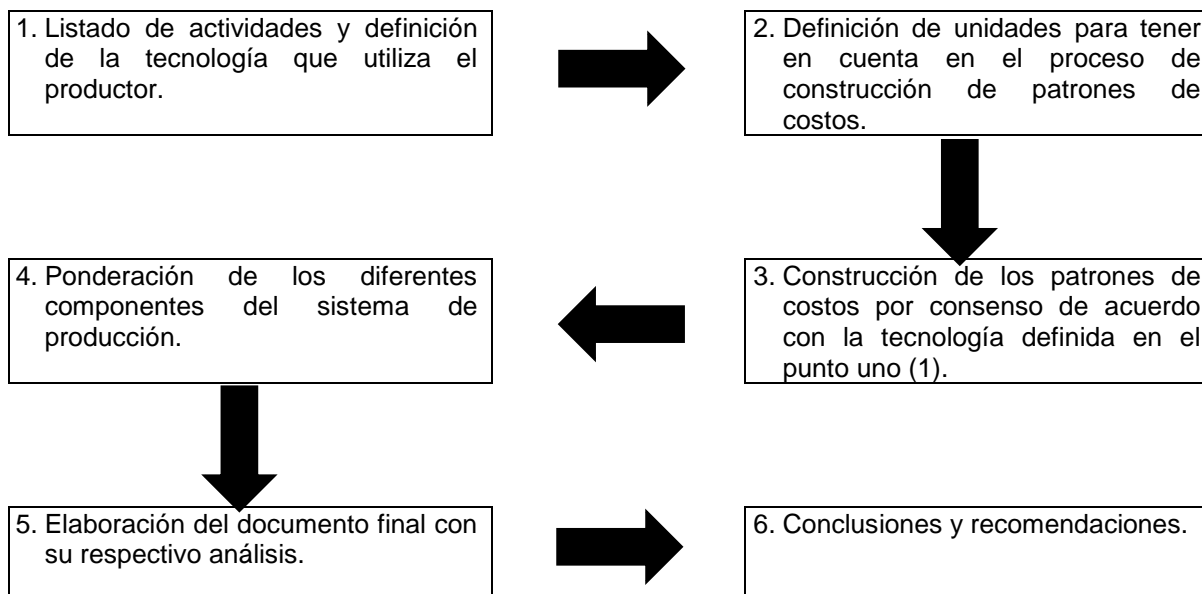 1. Listado de actividades y definición
de la tecnología que utiliza el
productor.
2. Definición de unidades para tener
en cuenta en el proceso de
construcción de patrones de
costos.
3. Construcción de los patrones de
costos por consenso de acuerdo
con la tecnología definida en el
punto uno (1).
4. Ponderación de los diferentes
componentes del sistema de
producción.
5. Elaboración del documento final con
su respectivo análisis.
6. Conclusiones y recomendaciones.